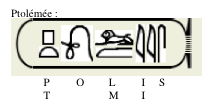 Ptolémée :
P O L I S
T M I